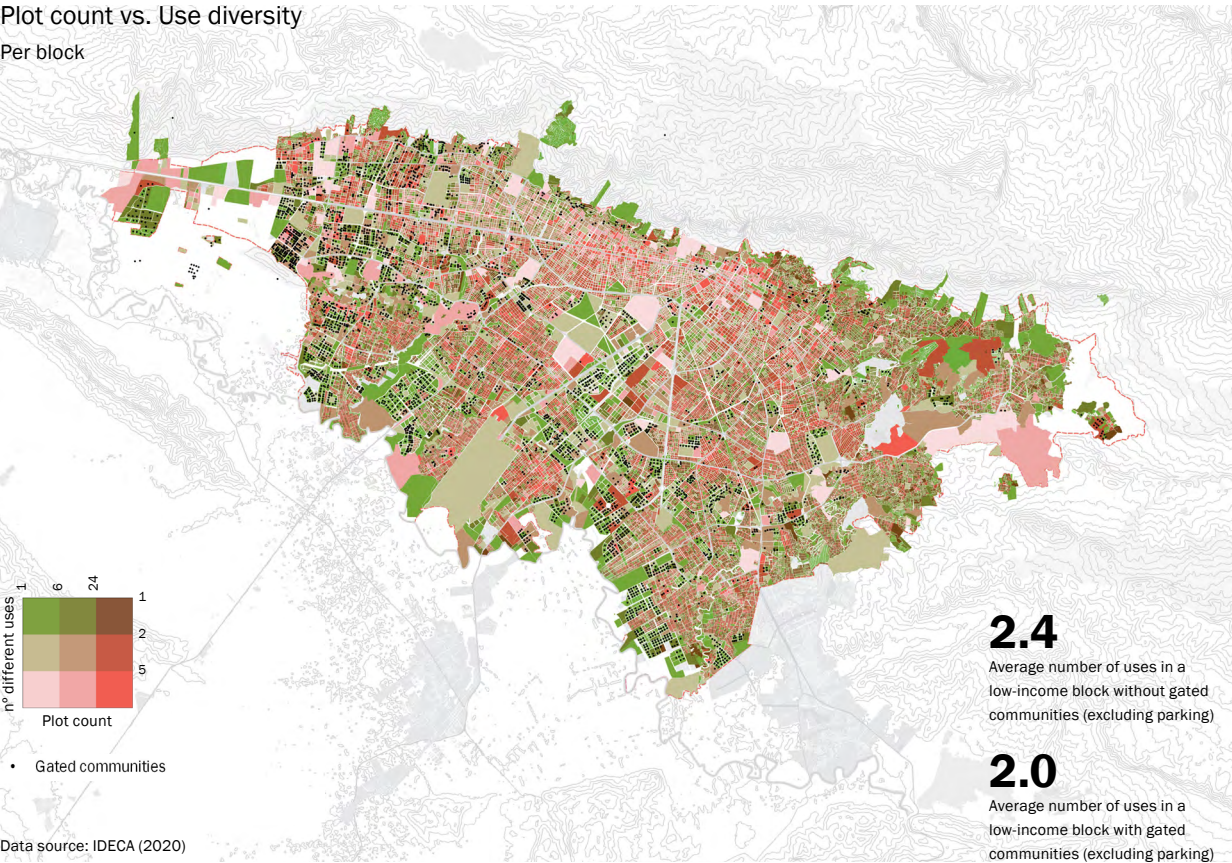 Plot count vs. Use diversity
Per block
1
6
24
1
2
5
n° different uses
Plot count
Gated communities
Data source: IDECA (2020)
2.4
Average number of uses in a
low-income block without gated
communities (excluding parking)
2.0
Average number of uses in a
low-income block with gated
communities (excluding parking)